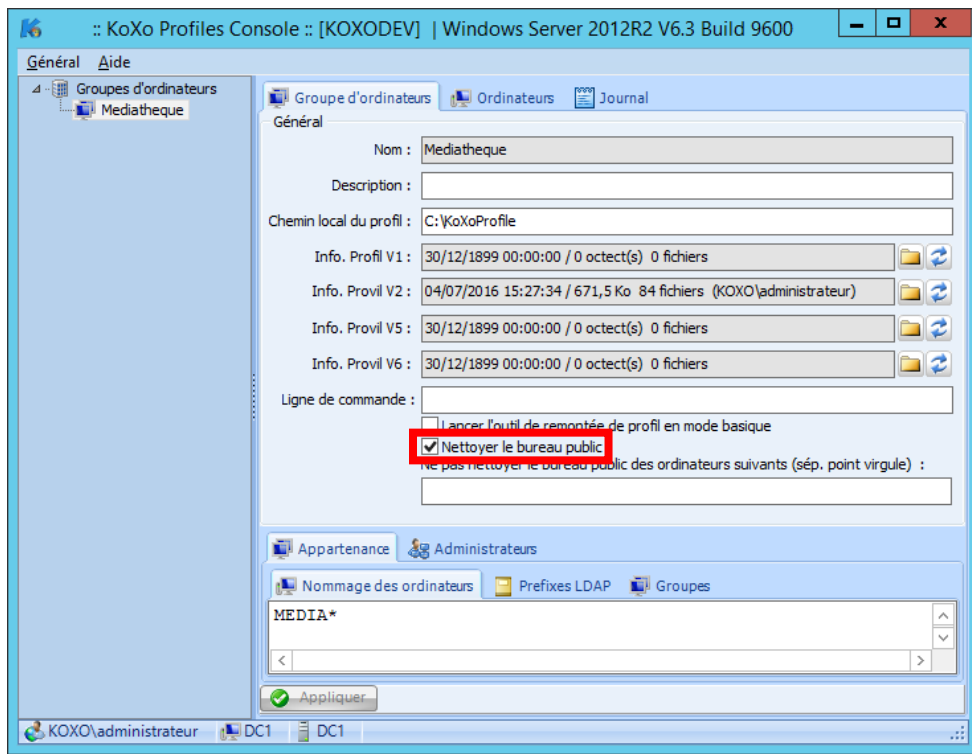 :: KoXo Profiles Console :: [KOXODEV] | Windows Server 2012R2 V6.3 Build 9600
Général Aide
Groupes d'ordinateurs
Mediatheque
Groupe d'ordinateurs Ordinateurs Journal
Général
Nom : Mediatheque
Description :
Chemin local du profil : C:\KoXoProfile
Info. Profil V1 : 30/12/1899 00:00:00 / 0 octect(s) 0 fichiers
Info. Provil V2 : 04/07/2016 15:27:34 / 671,5 Ko 84 fichiers (KOXO\administrateur)
Info. Provil V5 : 30/12/1899 00:00:00 / 0 octect(s) 0 fichiers
Info. Provil V6 : 30/12/1899 00:00:00 / 0 octect(s) 0 fichiers
Ligne de commande :
Lancer l'outil de remontée de profil en mode basique
Nettoyer le bureau public
Ne pas nettoyer le bureau public des ordinateurs suivants (sép. point virgule) :
Appartenance Administrateurs
Nommage des ordinateurs Prefixes LDAP Groupes
MEDIA*
Appliquer
KOXO\administrateur DC1 DC1